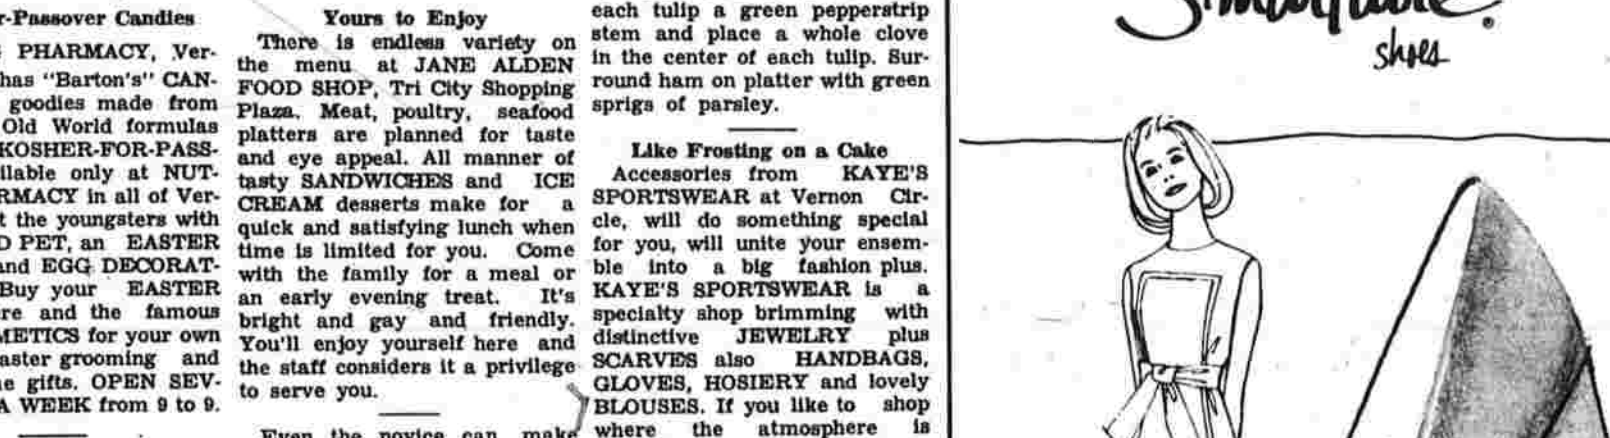 r-Passover Candies
PHARMACY, Ver-
has "Barton's" CAN-
goodies made from
Old World formulas
KOSHER-FOR-PASS-
ilable only at NUT-
RMACY in all of Ver-
t the youngsters with
D PET, an EASTER
and EGG DECORAT-
Buy your EASTER
re and the famous
METICS for your own
aster grooming and
e gifts. OPEN SEV-
A WEEK from 9 to 9.
Yours to Enjoy
There is endless variety on
the menu at JANE ALDEN
FOOD SHOP, Tri City Shopping
Plaza. Meat, poultry, seafood
platters are planned for taste
and eye appeal. All manner of
tasty SANDWICHES and ICE
CREAM desserts make for a
quick and satisfying lunch when
time is limited for you. Come
with the family for a meal or
an early evening treat. It's
bright and gay and friendly.
You'll enjoy yourself here and
the staff considers it a privilege
to serve you.
Even the novice can make
each tulip a green pepperstrip
stem and place a whole clove
in the center of each tulip. Sur-
round ham on platter with green
sprigs of parsley.
Like Frosting on a Cake
Accessories from KAYE'S
SPORTSWEAR at Vernon Cir-
cle, will do something special
for you, will unite your ensem-
ble into a big fashion plus.
KAYE'S SPORTSWEAR is a
specialty shop brimming with
distinctive JEWELRY plus
SCARVES also HANDBAGS,
GLOVES, HOSIERY and lovely
BLOUSES. If you like to shop
where the atmosphere is
shoes